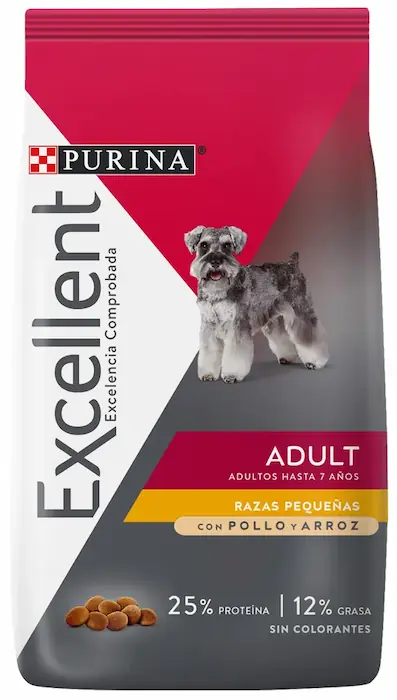 PURINA®
Excellent
Excelencia Comprobada
ADULT
ADULTOS HASTA 7 AÑOS
RAZAS PEQUEÑAS
CON POLLO Y ARROZ
25% PROTEÍNA | 12% GRASA
SIN COLORANTES